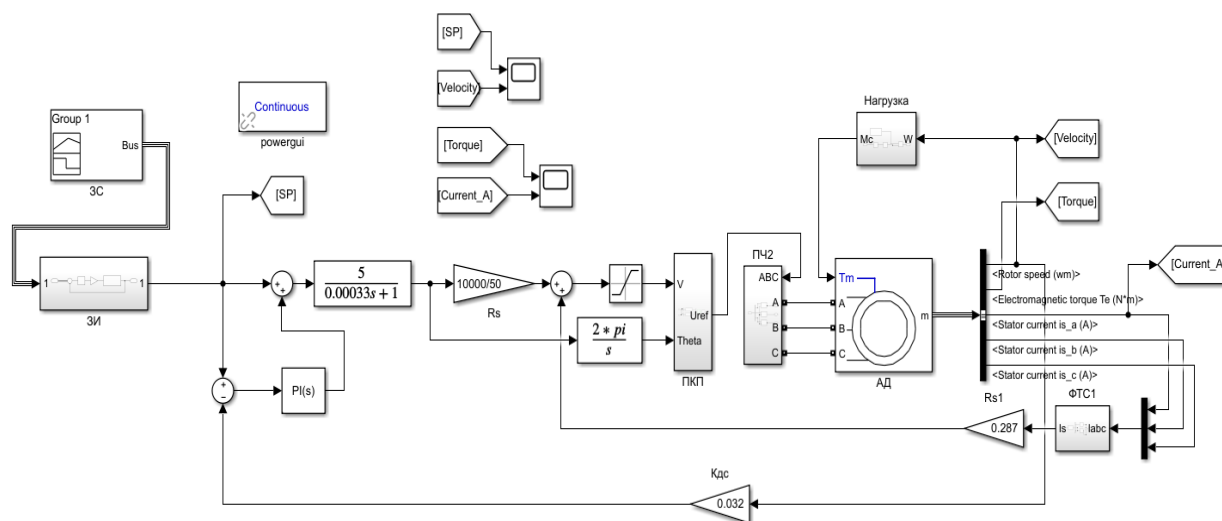 [SP]
[Velocity]
Continuous
powergui
[Torque]
[Current_A]
Group 1
Bus
ЗС
[SP]
1
1
ЗИ
5
0.00033s + 1
10000/50
Rs
2 * pi
s
PI(s)
V
Uref
Theta
ПКП
ПЧ2
ABC
A
B
C
Нагрузка
Mc
W
Tm
A
B
C
m
АД
[Velocity]
[Torque]
[Current_A]
<Rotor speed (wm)>
<Electromagnetic torque Te (N*m)>
<Stator current is_a (A)>
<Stator current is_b (A)>
<Stator current is_c (A)>
Rs1
0.287
ФТС1
Is
Iabc
Кдс
0.032